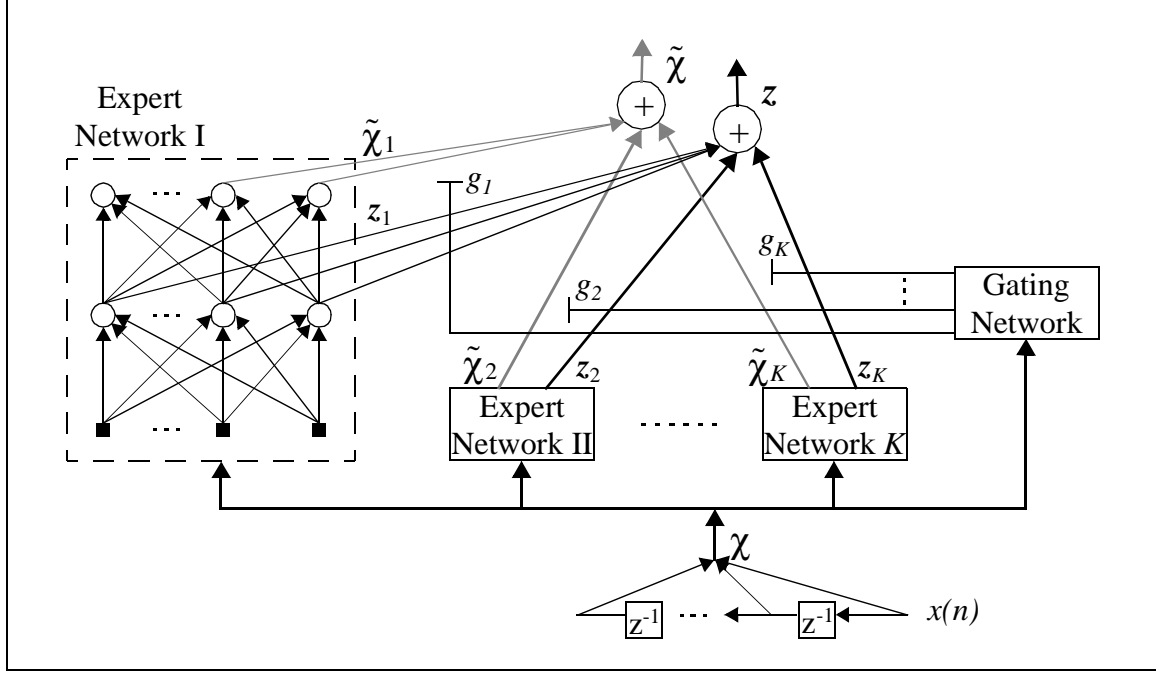 χ̃
z
Expert
Network I
+
+
χ̃1
g1
z1
gK
g2
Gating
Network
χ̃2
z2
χ̃K
zK
Expert
Network II
Expert
Network K
χ
z-1
z-1
x(n)